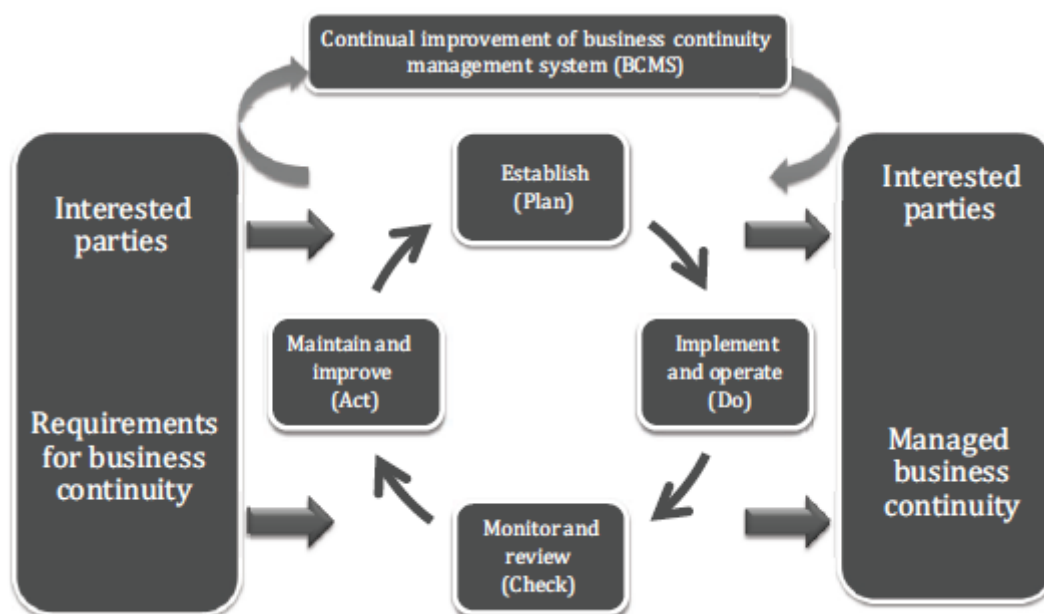 Continual improvement of business continuity
management system (BCMS)
Interested
parties
Requirements
for business
continuity
Establish
(Plan)
Maintain and
improve
(Act)
Implement
and operate
(Do)
Monitor and
review
(Check)
Interested
parties
Managed
business
continuity